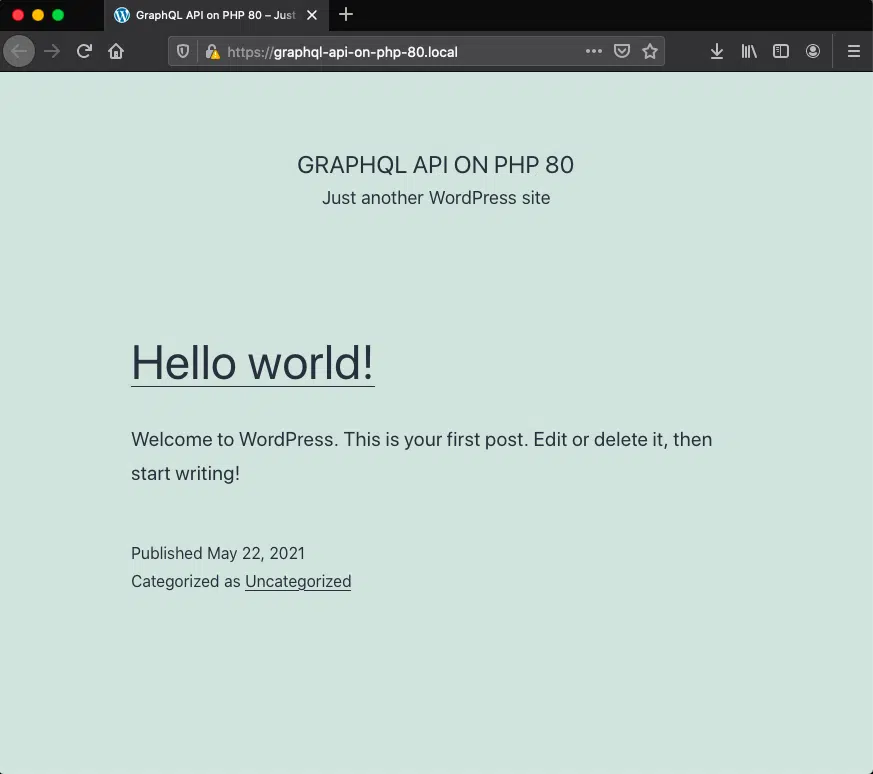 GraphQL API on PHP 80 – Just
https://graphql-api-on-php-80.local
GRAPHQL API ON PHP 80
Just another WordPress site
Hello world!
Welcome to WordPress. This is your first post. Edit or delete it, then
start writing!
Published May 22, 2021
Categorized as Uncategorized